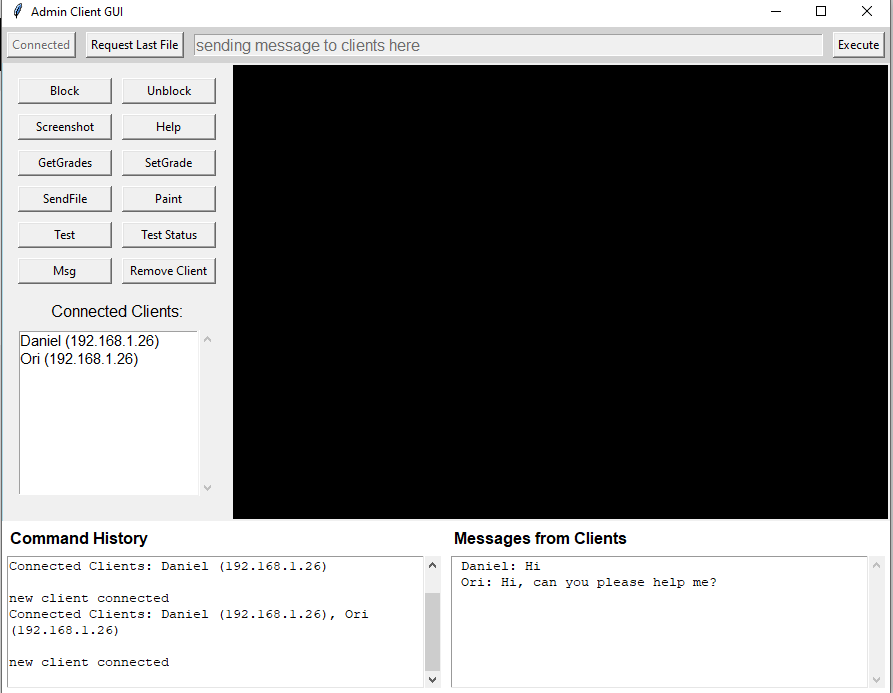 Admin Client GUI
Connected
Request Last File
sending message to clients here
Execute
Block
Unblock
Screenshot
Help
GetGrades
SetGrade
SendFile
Paint
Test
Test Status
Msg
Remove Client
Connected Clients:
Daniel (192.168.1.26)
Ori (192.168.1.26)
Command History
Connected Clients: Daniel (192.168.1.26)
new client connected
Connected Clients: Daniel (192.168.1.26), Ori
(192.168.1.26)
new client connected
Messages from Clients
Daniel: Hi
Ori: Hi, can you please help me?